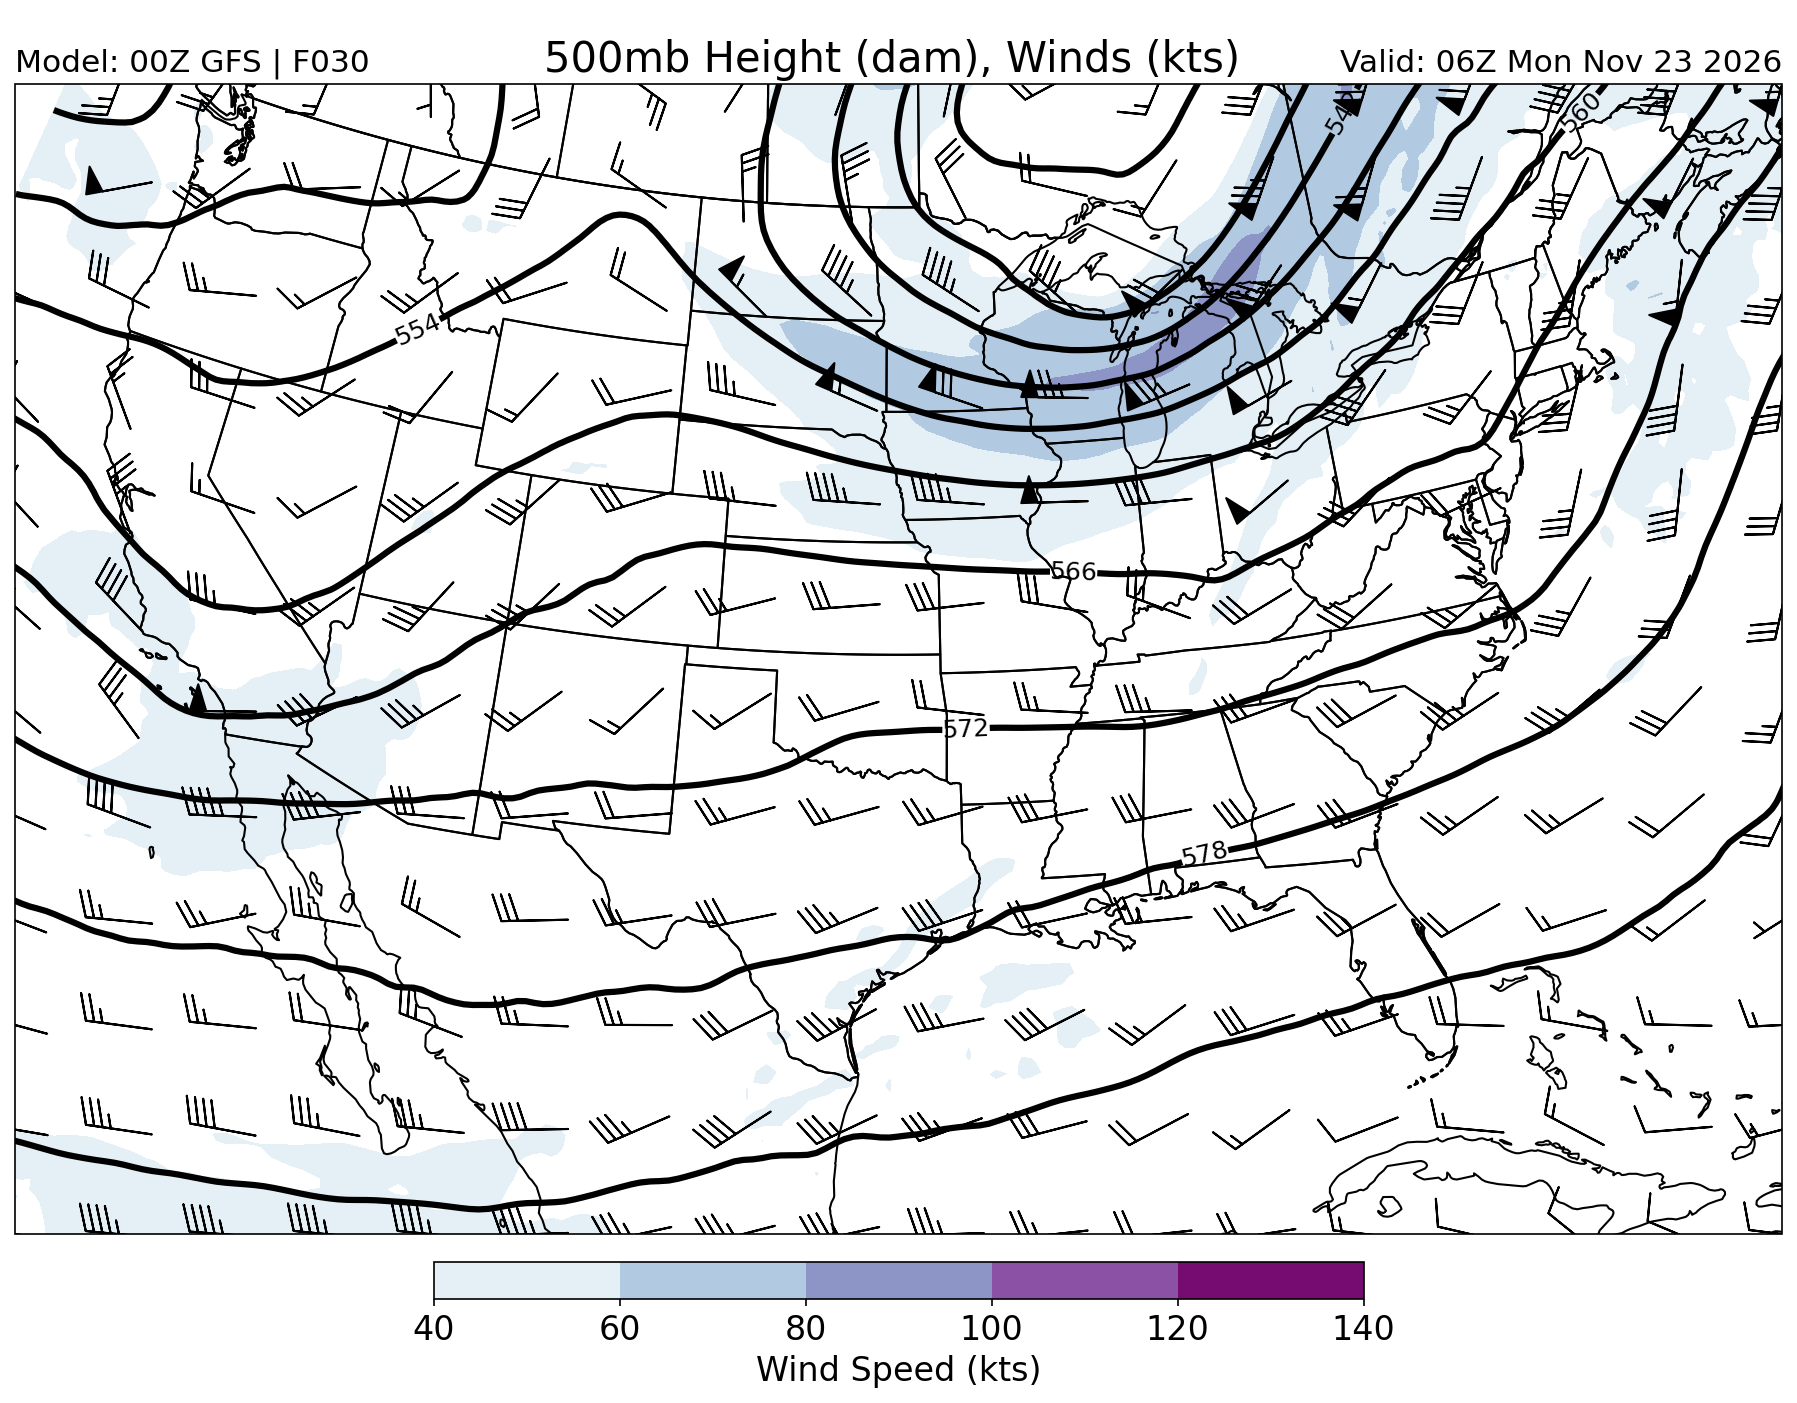 Model: 00Z GFS | F030
500mb Height (dam), Winds (kts)
Valid: 06Z Mon Nov 23 2026
560
554
566
572
578
40 60 80 100 120 140
Wind Speed (kts)